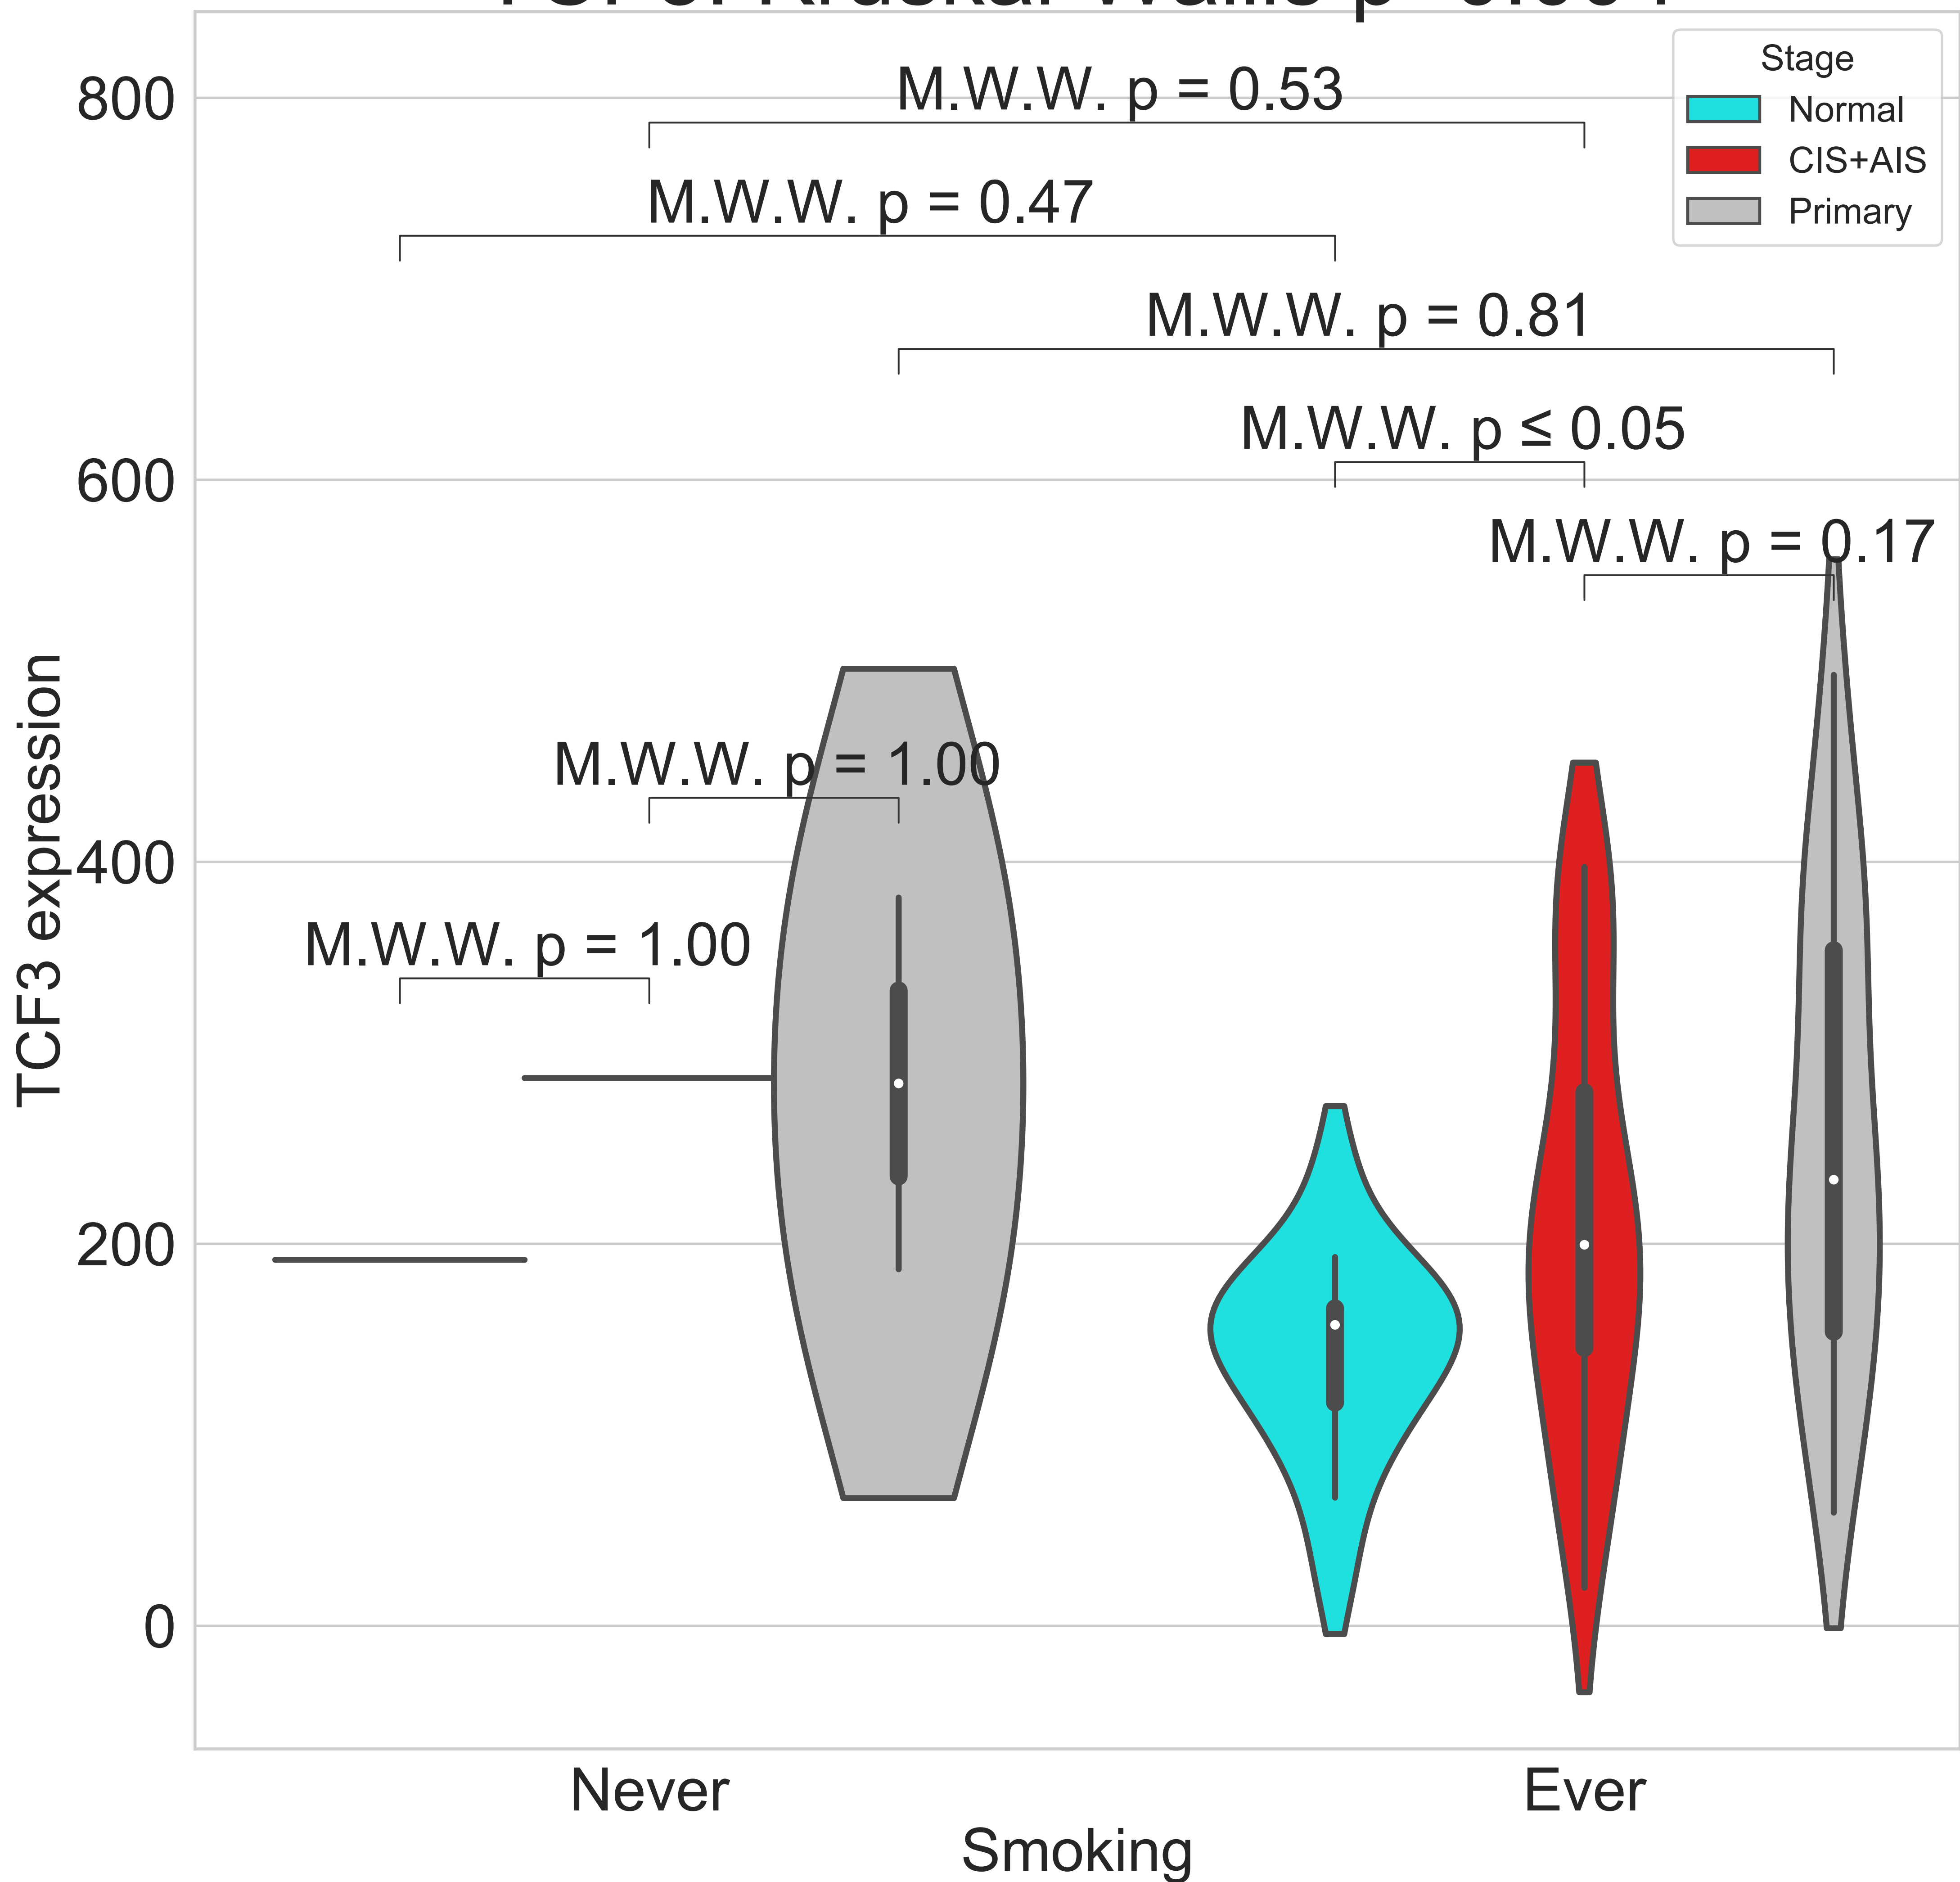 M.W.W. p = 0.53
M.W.W. p = 0.47
M.W.W. p = 0.81
M.W.W. p ≤ 0.05
M.W.W. p = 0.17
M.W.W. p = 1.00
M.W.W. p = 1.00
Stage
Normal
CIS+AIS
Primary
800
600
400
200
0
TCF3 expression
Never
Ever
Smoking